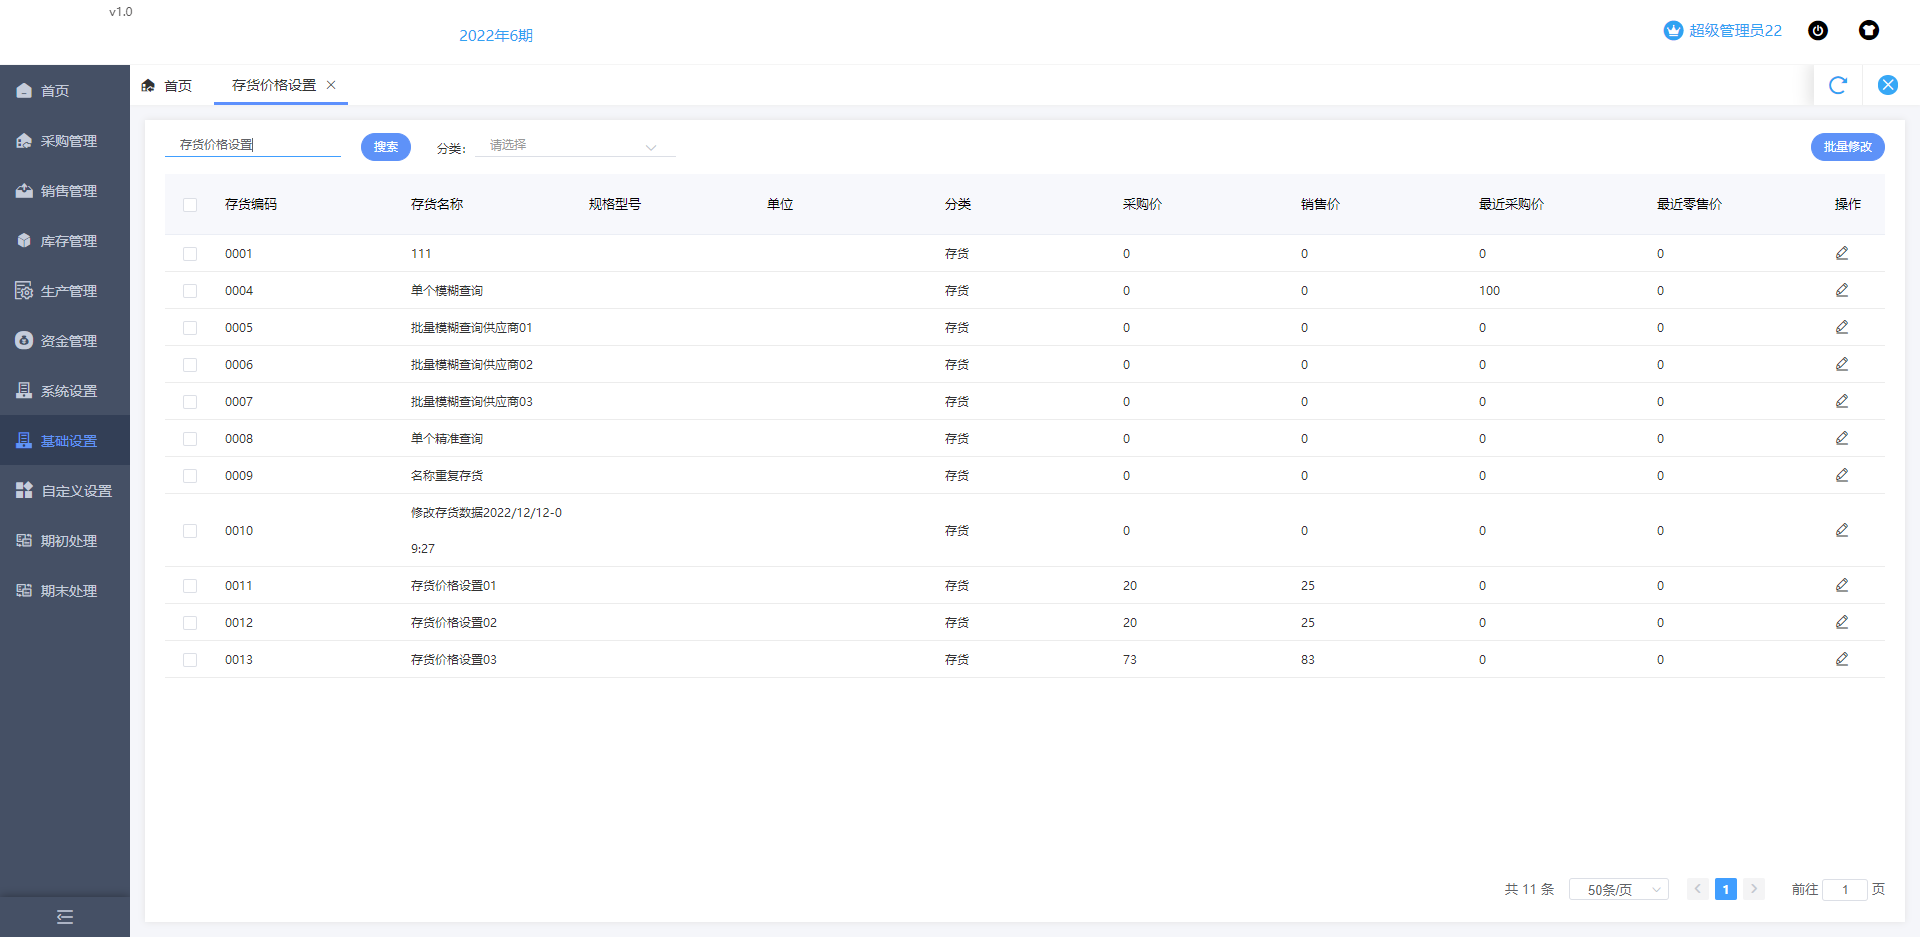 v1.0
2022年6期
超级管理员22
首页
采购管理
销售管理
库存管理
生产管理
资金管理
系统设置
基础设置
自定义设置
期初处理
期末处理
首页 存货价格设置
存货价格设置 搜索 分类: 请选择 批量修改
存货编码 存货名称 规格型号 单位 分类 采购价 销售价 最近采购价 最近零售价 操作
0001 111 存货 0 0 0 0
0004 单个模糊查询 存货 0 0 100 0
0005 批量模糊查询供应商01 存货 0 0 0 0
0006 批量模糊查询供应商02 存货 0 0 0 0
0007 批量模糊查询供应商03 存货 0 0 0 0
0008 单个精准查询 存货 0 0 0 0
0009 名称重复存货 存货 0 0 0 0
修改存货数据2022/12/12-0
0010 存货 0 0 0 0
9:27
0011 存货价格设置01 存货 20 25 0 0
0012 存货价格设置02 存货 20 25 0 0
0013 存货价格设置03 存货 73 83 0 0
共 11 条 50条/页 1 前往 1 页